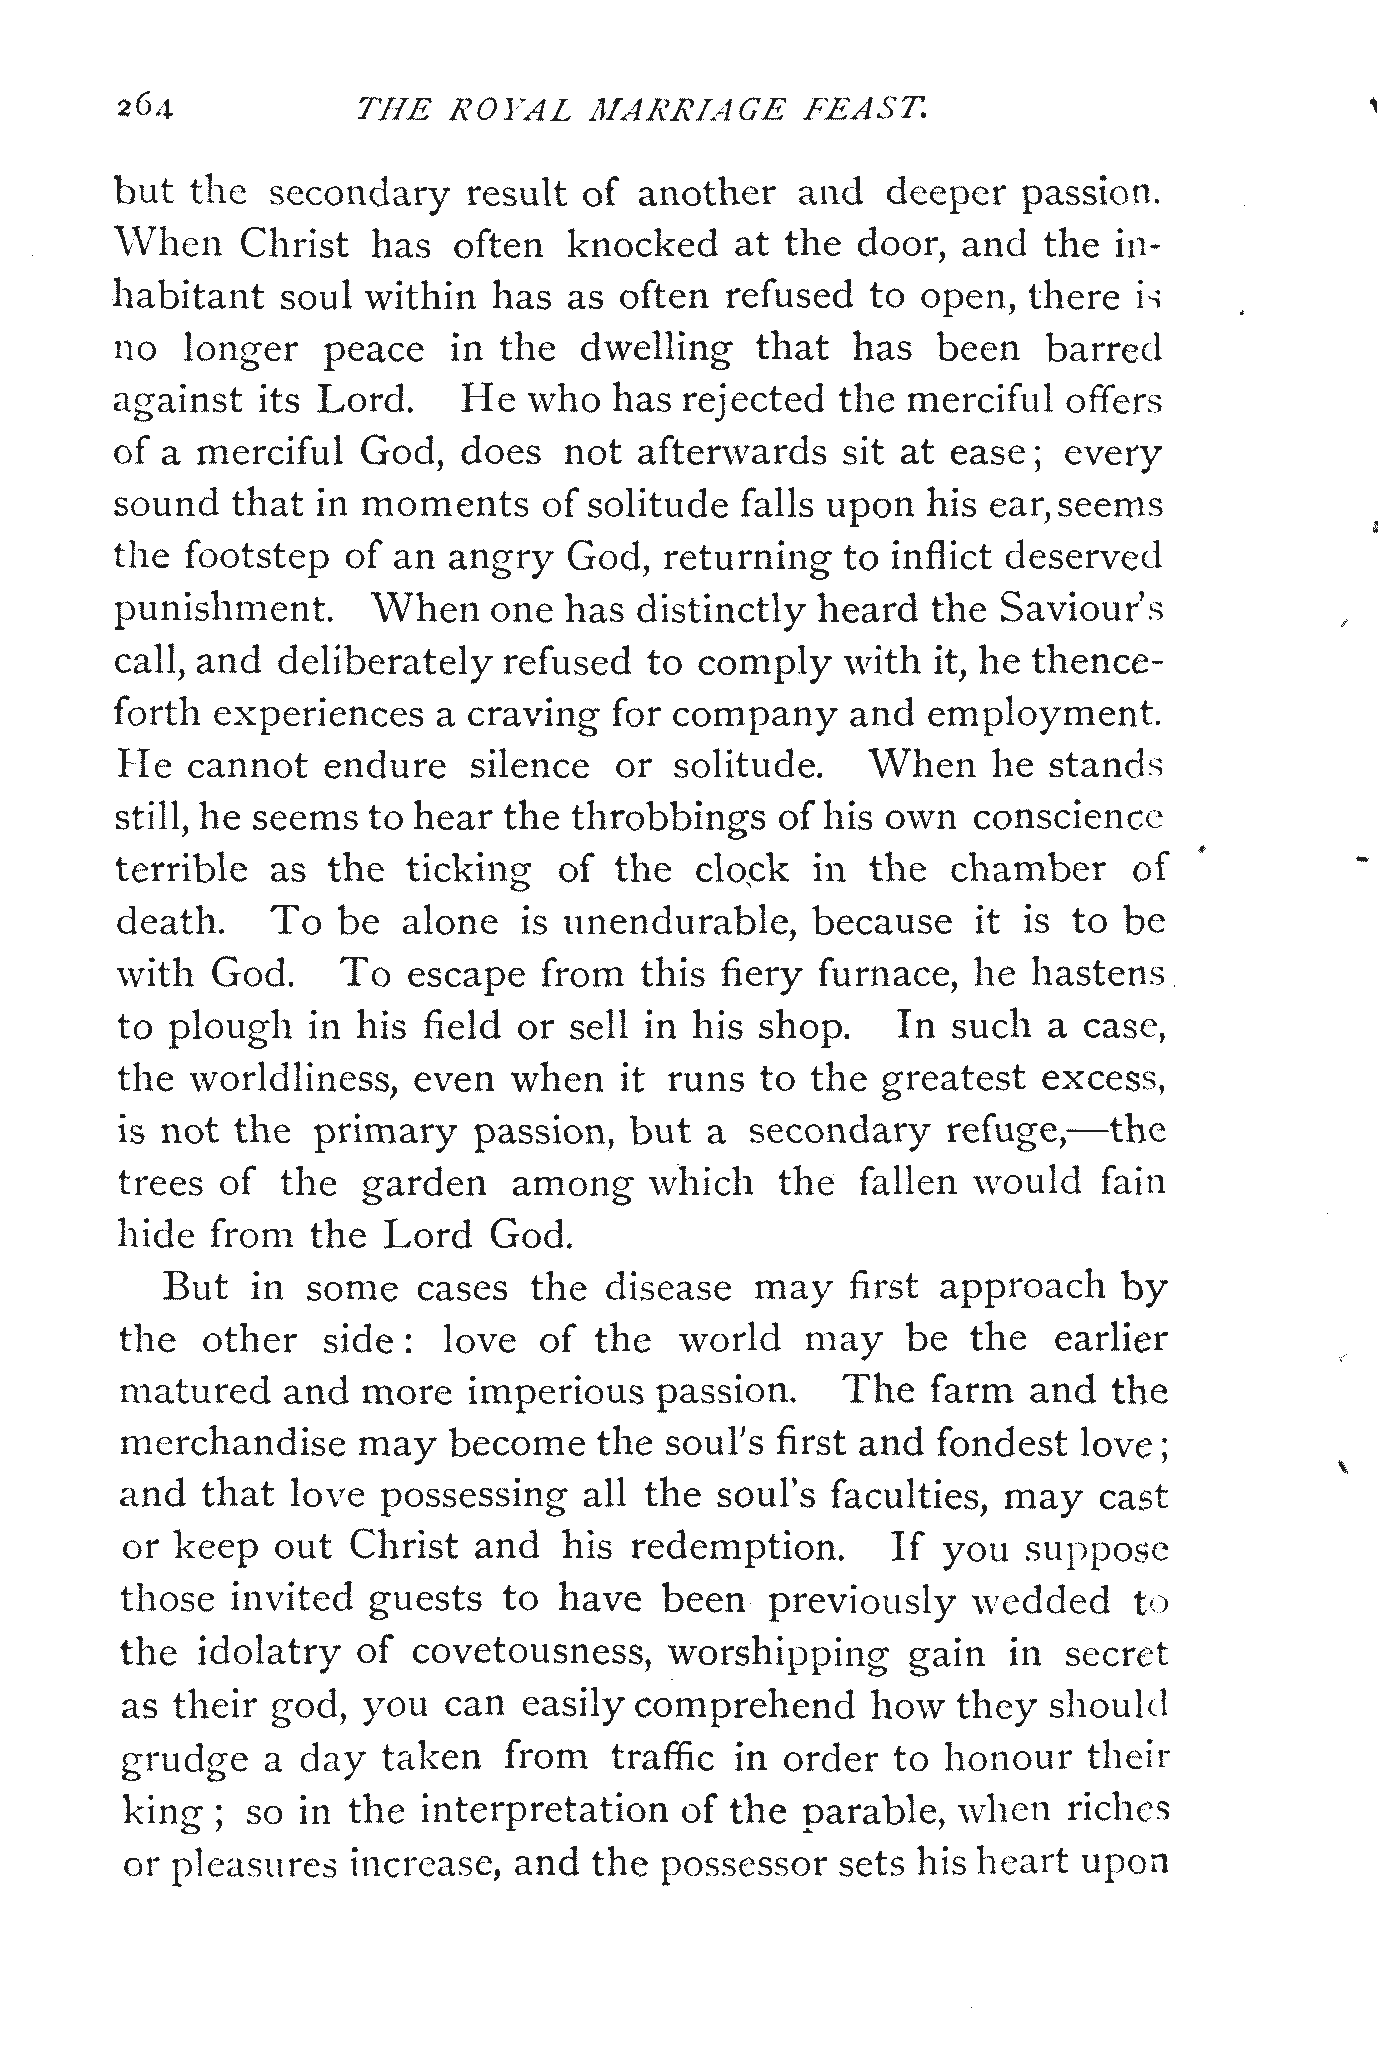 264 THE ROYAL MARRIAGE FEAST.
but the secondary result of another and deeper passion.
When Christ has often knocked at the door, and the in-
habitant soul within has as often refused to open, there is
no longer peace in the dwelling that has been barred
against its Lord. He who has rejected the merciful offers
of a merciful God, does not afterwards sit at ease; every
sound that in moments of solitude falls upon his ear, seems
the footstep of an angry God, returning to inflict deserved
punishment. When one has distinctly heard the Saviour's
call, and deliberately refused to comply with it, he thence-
forth experiences a craving for company and employment.
He cannot endure silence or solitude. When he stands
still, he seems to hear the throbbings of his own conscience
terrible as the ticking of the clock in the chamber of
death. To be alone is unendurable, because it is to be
with God. To escape from this fiery furnace, he hastens
to plough in his field or sell in his shop. In such a case,
the worldliness, even when it runs to the greatest excess,
is not the primary passion, but a secondary refuge,—the
trees of the garden among which the fallen would fain
hide from the Lord God.
But in some cases the disease may first approach by
the other side: love of the world may be the earlier
matured and more imperious passion. The farm and the
merchandise may become the soul's first and fondest love;
and that love possessing all the soul's faculties, may cast
or keep out Christ and his redemption. If you suppose
those invited guests to have been previously wedded to
the idolatry of covetousness, worshipping gain in secret
as their god, you can easily comprehend how they should
grudge a day taken from traffic in order to honour their
king; so in the interpretation of the parable, when riches
or pleasures increase, and the possessor sets his heart upon